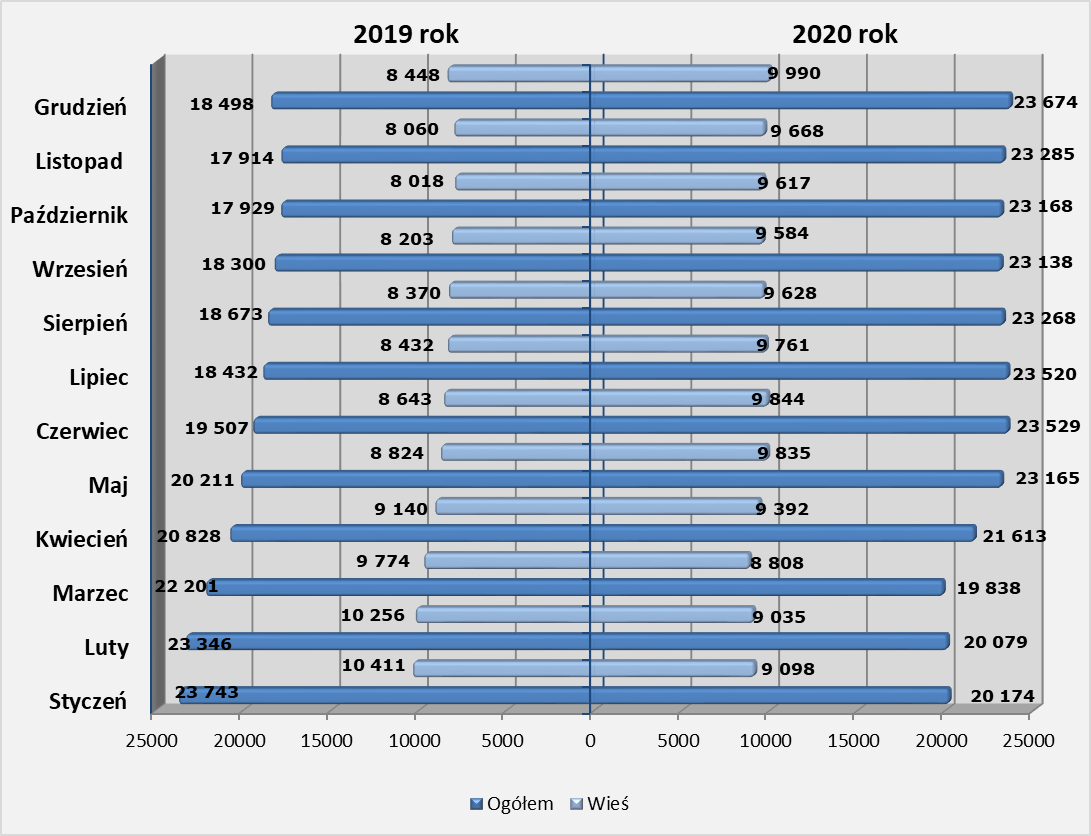 2019 rok 2020 rok
8 448 9 990
Grudzień 18 498 23 674
8 060 9 668
Listopad 17 914 23 285
8 018 9 617
Październik 17 929 23 168
8 203 9 584
Wrzesień 18 300 23 138
8 370 9 628
Sierpień 18 673 23 268
8 432 9 761
Lipiec 18 432 23 520
8 643 9 844
Czerwiec 19 507 23 529
8 824 9 835
Maj 20 211 23 165
9 140 9 392
Kwiecień 20 828 21 613
9 774 8 808
Marzec 22 201 19 838
10 256 9 035
Luty 23 346 20 079
10 411 9 098
Styczeń 23 743 20 174
25000 20000 15000 10000 5000 0 5000 10000 15000 20000 25000
Ogółem Wieś